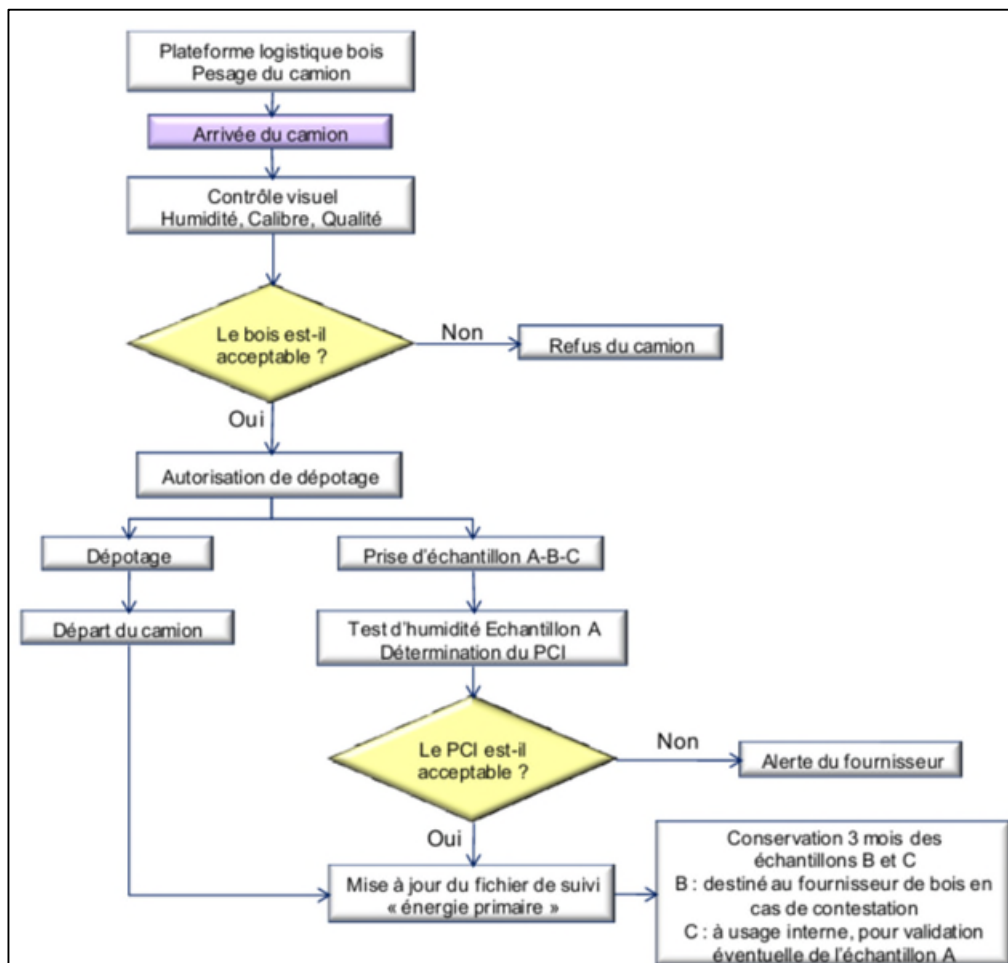 Plateforme logistique bois
Pesage du camion
Arrivée du camion
Contrôle visuel
Humidité, Calibre, Qualité
Le bois est-il
acceptable ?
Non
Refus du camion
Oui
Autorisation de dépotage
Dépotage
Prise d'échantillon A-B-C
Départ du camion
Test d'humidité Echantillon A
Détermination du PCI
Le PCI est-il
acceptable ?
Non
Alerte du fournisseur
Oui
Mise à jour du fichier de suivi
« énergie primaire »
Conservation 3 mois des
échantillons B et C
B : destiné au fournisseur de bois en
cas de contestation
C : à usage interne, pour validation
éventuelle de l'échantillon A